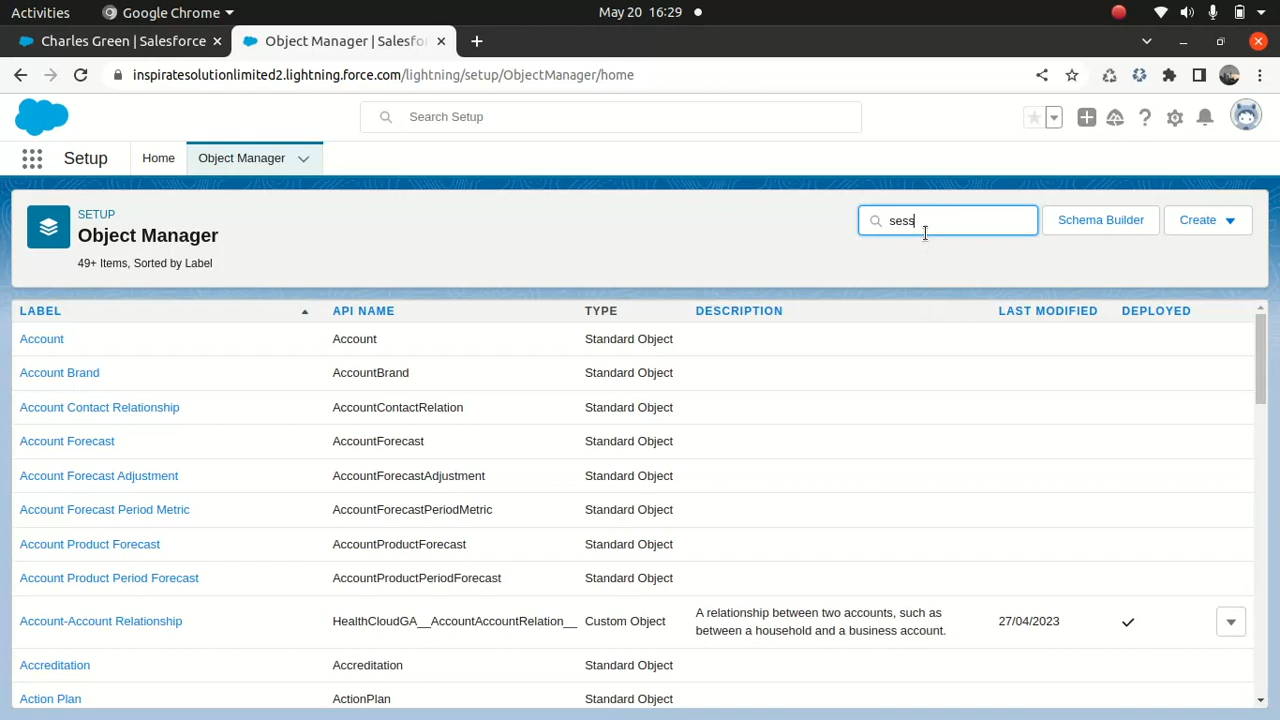 Activities Google Chrome May 20 16:29
Charles Green | Salesforce Object Manager | Salesfo
inspiratesolutionlimited2.lightning.force.com/lightning/setup/ObjectManager/home
Search Setup
Setup Home Object Manager
SETUP
Object Manager
49+ Items, Sorted by Label
sess
Schema Builder
Create
LABEL API NAME TYPE DESCRIPTION LAST MODIFIED DEPLOYED
Account Account Standard Object
Account Brand AccountBrand Standard Object
Account Contact Relationship AccountContactRelation Standard Object
Account Forecast AccountForecast Standard Object
Account Forecast Adjustment AccountForecastAdjustment Standard Object
Account Forecast Period Metric AccountForecastPeriodMetric Standard Object
Account Product Forecast AccountProductForecast Standard Object
Account Product Period Forecast AccountProductPeriodForecast Standard Object
Account-Account Relationship HealthCloudGA__AccountAccountRelation__ Custom Object A relationship between two accounts, such as
between a household and a business account. 27/04/2023
Accreditation Accreditation Standard Object
Action Plan ActionPlan Standard Object